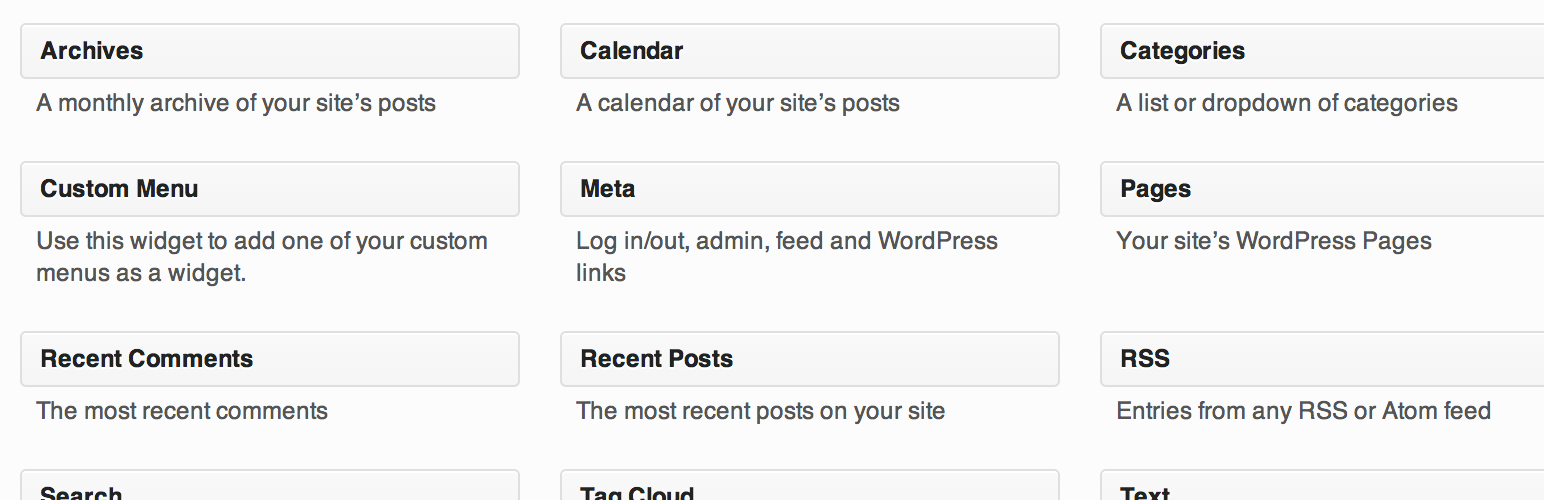 Archives
Calendar
Categories
A monthly archive of your site’s posts
A calendar of your site’s posts
A list or dropdown of categories
Custom Menu
Meta
Pages
Use this widget to add one of your custom
menus as a widget.
Log in/out, admin, feed and WordPress
links
Your site’s WordPress Pages
Recent Comments
Recent Posts
RSS
The most recent comments
The most recent posts on your site
Entries from any RSS or Atom feed
Search
Tag Cloud
Text